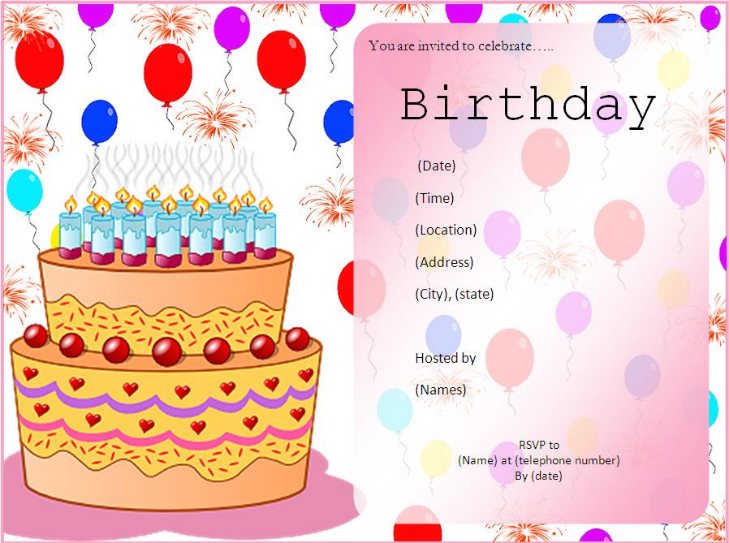 You are invited to celebrate…..
Birthday
(Date)
(Time)
(Location)
(Address)
(City), (state)
Hosted by
(Names)
RSVP to
(Name) at (telephone number)
By (date)